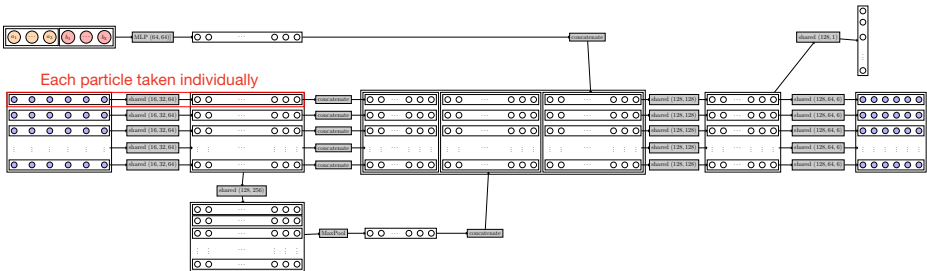 MLP (64,64)]
concatenate
shared (128, 1)
Each particle taken individually
shared (16,32,64)
concatenate
shared (128,128)
shared (128,64,6)
shared (16,32,64)
concatenate
shared (128,128)
shared (128,64,6)
shared (16,32,64)
concatenate
shared (128,128)
shared (128,64,6)
shared (16,32,64)
concatenate
shared (128,128)
shared (128,64,6)
shared (16,32,64)
concatenate
shared (128,128)
shared (128,64,6)
shared (128, 256)
MaxPool
concatenate